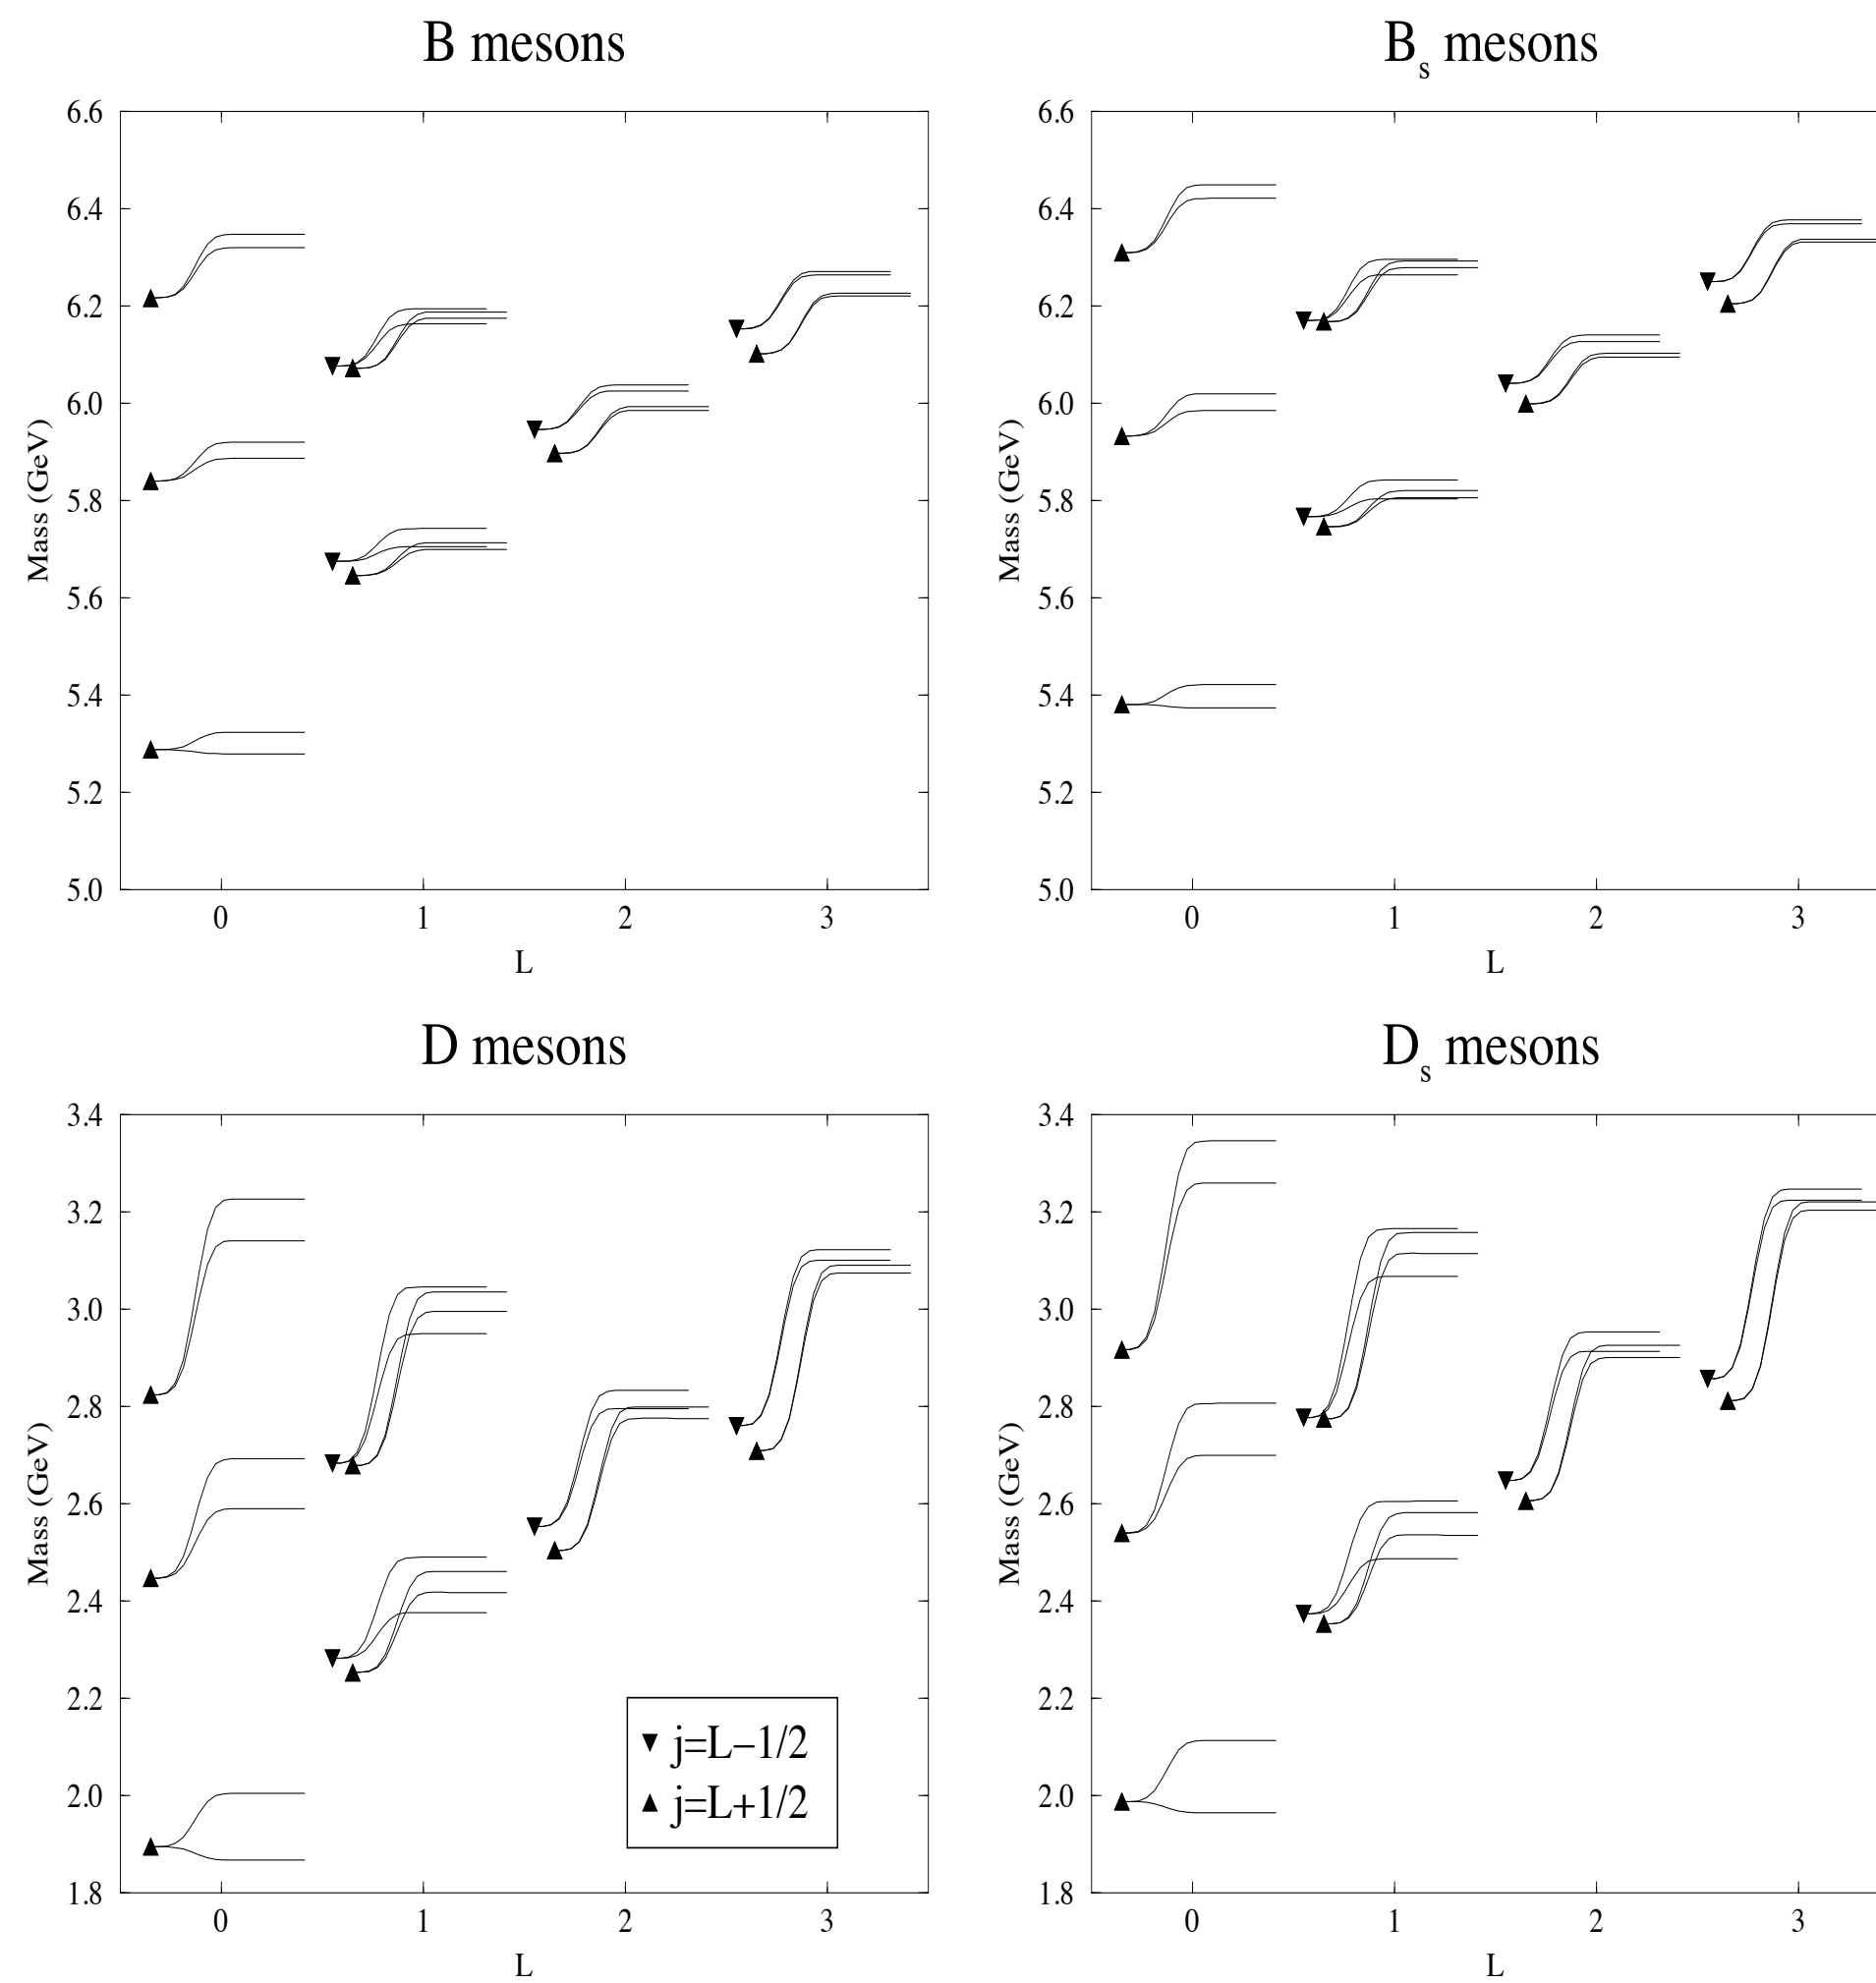 B mesons
6.6
6.4
6.2
6.0
5.8
5.6
5.4
5.2
5.0
Mass (GeV)
0 1 2 3
L
B_s mesons
6.6
6.4
6.2
6.0
5.8
5.6
5.4
5.2
5.0
Mass (GeV)
0 1 2 3
L
D mesons
3.4
3.2
3.0
2.8
2.6
2.4
2.2
2.0
1.8
Mass (GeV)
j=L−1/2
j=L+1/2
0 1 2 3
L
D_s mesons
3.4
3.2
3.0
2.8
2.6
2.4
2.2
2.0
1.8
Mass (GeV)
0 1 2 3
L